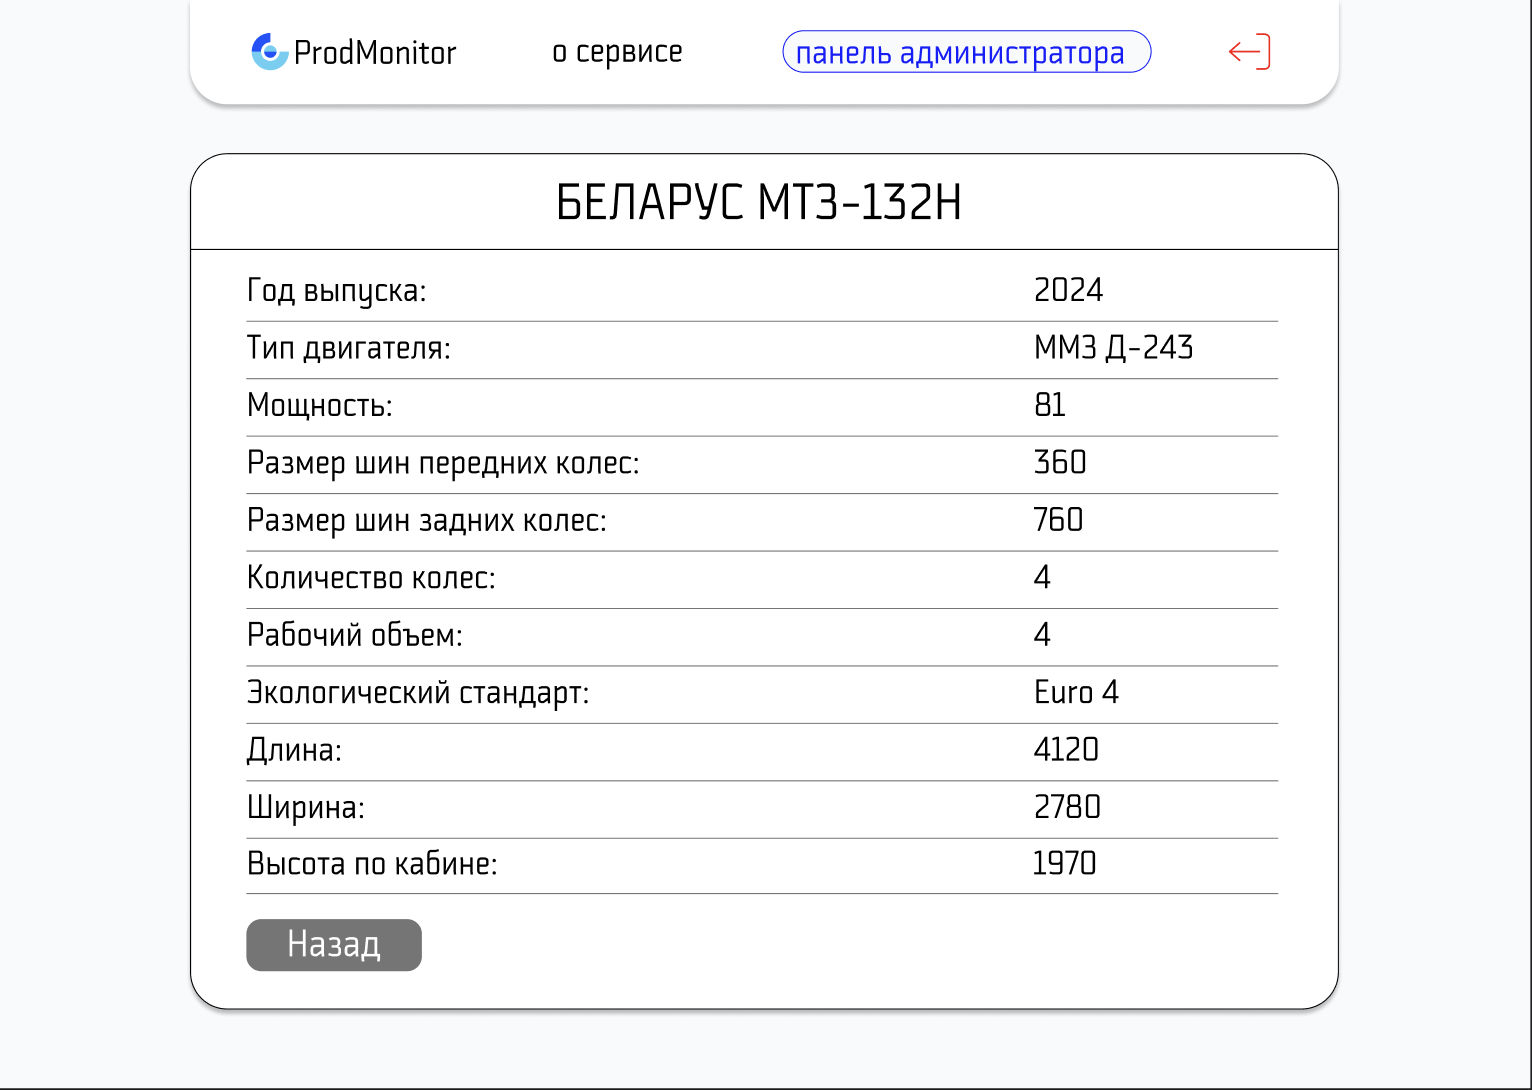 ProdMonitor о сервисе панель администратора
БЕЛАРУС МТЗ-132Н
Год выпуска: 2024
Тип двигателя: ММЗ Д-243
Мощность: 81
Размер шин передних колес: 360
Размер шин задних колес: 760
Количество колес: 4
Рабочий объем: 4
Экологический стандарт: Euro 4
Длина: 4120
Ширина: 2780
Высота по кабине: 1970
Назад